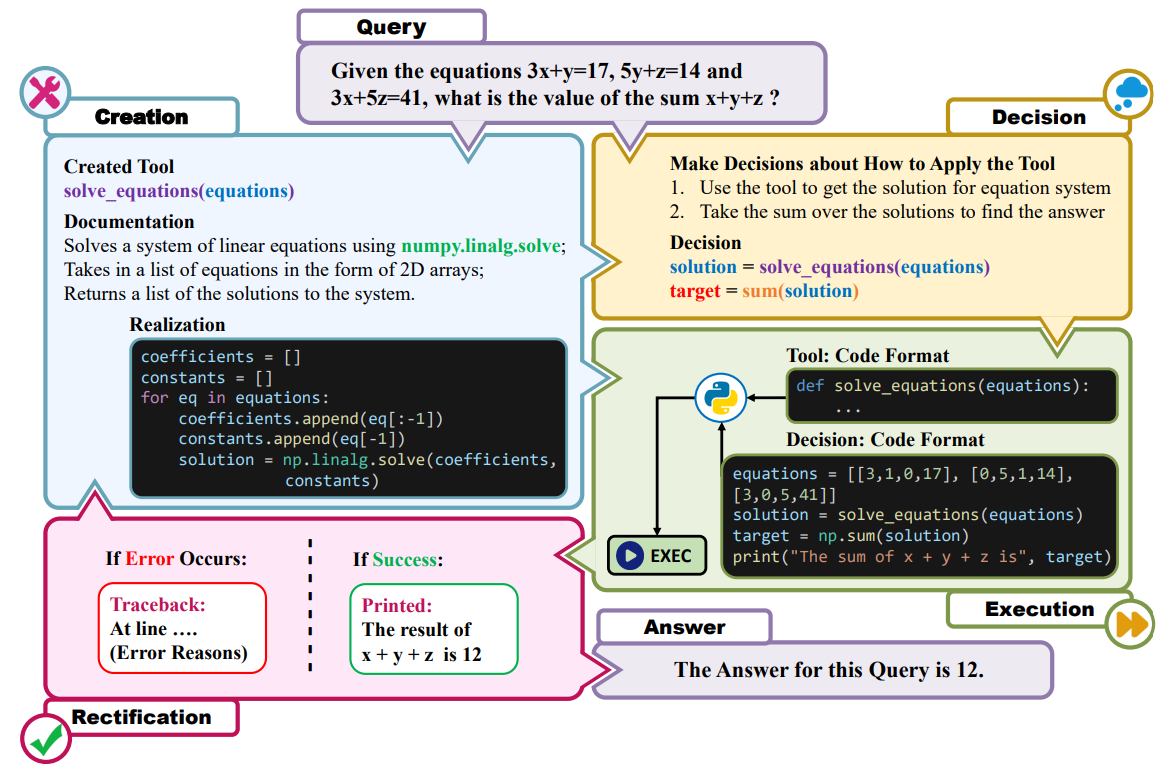 Query
Given the equations 3x+y=17, 5y+z=14 and
3x+5z=41, what is the value of the sum x+y+z ?
Creation
Created Tool
solve_equations(equations)
Documentation
Solves a system of linear equations using numpy.linalg.solve;
Takes in a list of equations in the form of 2D arrays;
Returns a list of the solutions to the system.
Realization
coefficients = []
constants = []
for eq in equations:
    coefficients.append(eq[:-1])
    constants.append(eq[-1])
    solution = np.linalg.solve(coefficients,
                constants)
Decision
Make Decisions about How to Apply the Tool
1. Use the tool to get the solution for equation system
2. Take the sum over the solutions to find the answer
Decision
solution = solve_equations(equations)
target = sum(solution)
Tool: Code Format
def solve_equations(equations):
    ...
Decision: Code Format
equations = [[3,1,0,17], [0,5,1,14],
[3,0,5,41]]
solution = solve_equations(equations)
target = np.sum(solution)
print("The sum of x + y + z is", target)
EXEC
Execution
If Error Occurs:
Traceback:
At line ….
(Error Reasons)
If Success:
Printed:
The result of
x + y + z is 12
Rectification
Answer
The Answer for this Query is 12.